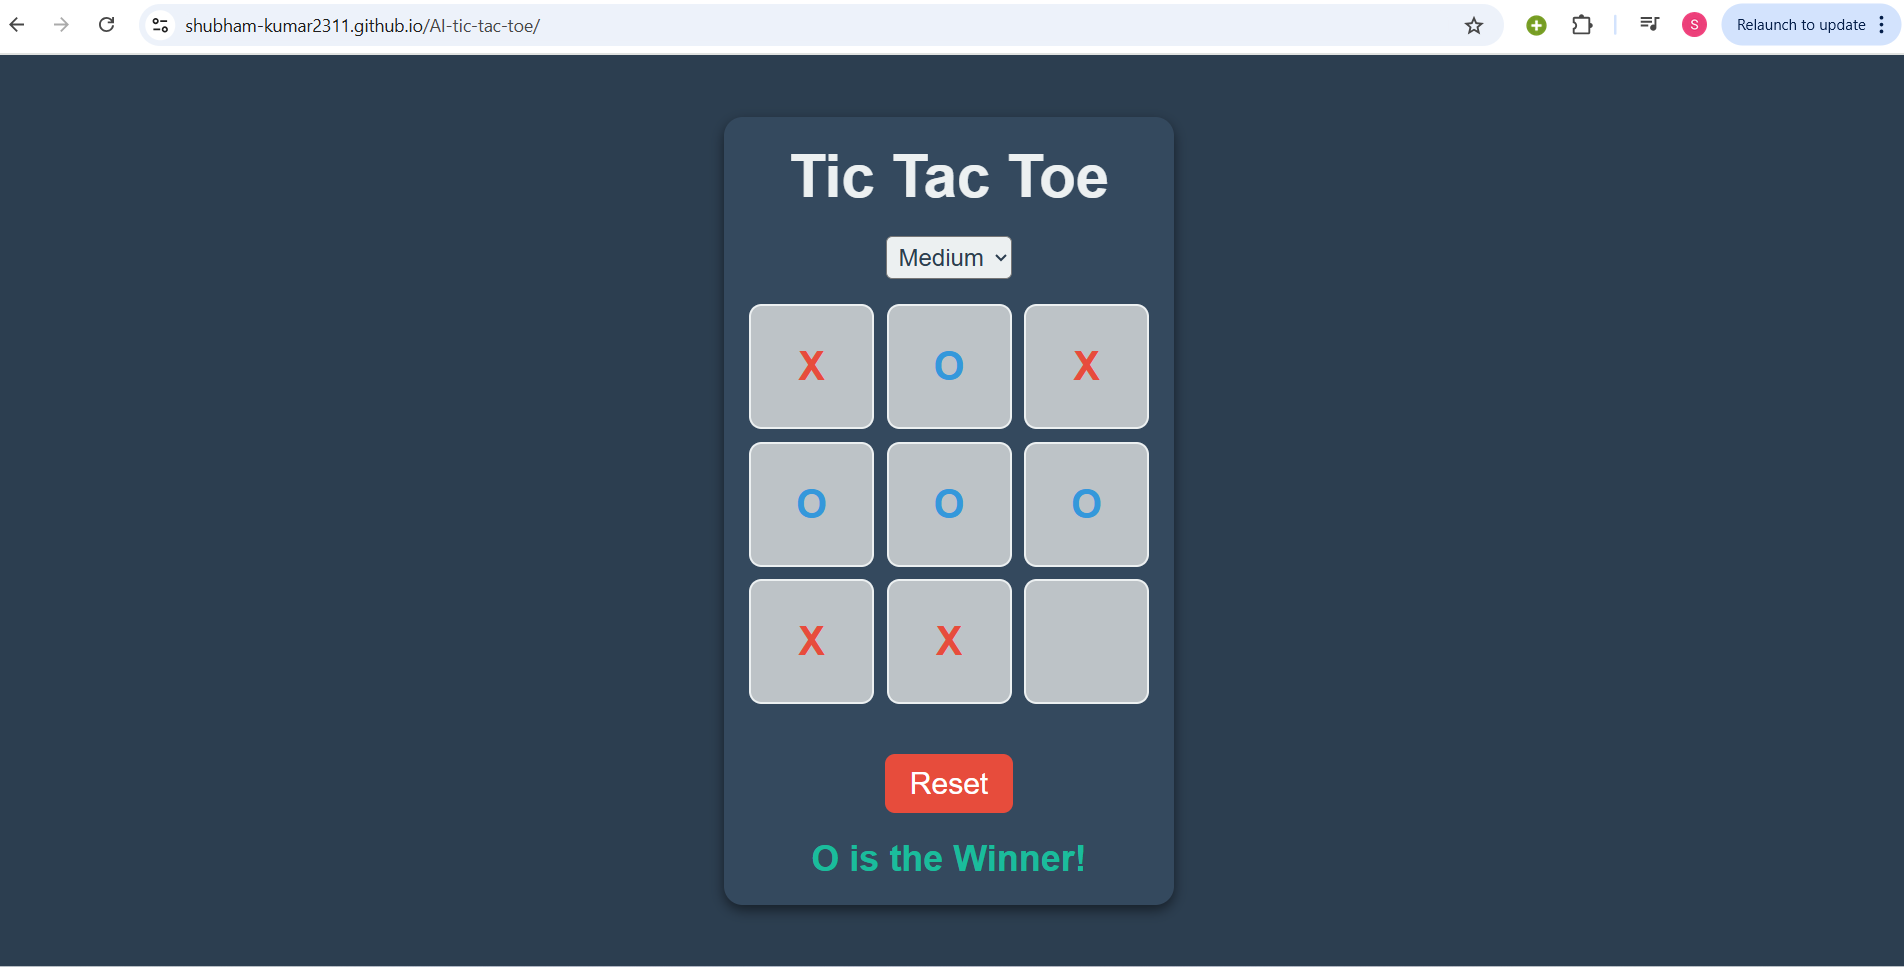 shubham-kumar2311.github.io/AI-tic-tac-toe/
S
Relaunch to update
Tic Tac Toe
Medium
X O X
O O O
X X
Reset
O is the Winner!